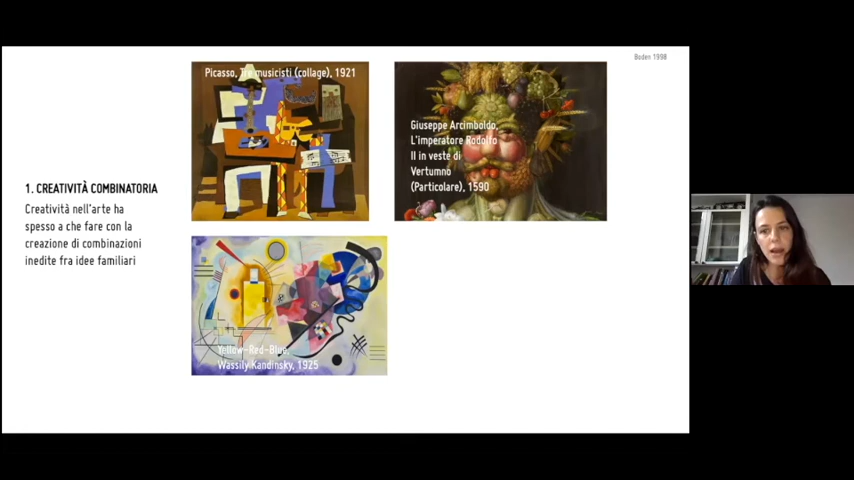 Boden 1998
Picasso, Tre musicisti (collage), 1921
Giuseppe Arcimboldo,
L'imperatore Rodolfo
II in veste di
Vertumno
(Particolare), 1590
1. CREATIVITÀ COMBINATORIA
Creatività nell'arte ha
spesso a che fare con la
creazione di combinazioni
inedite fra idee familiari
Yellow-Red-Blue,
Wassily Kandinsky, 1925